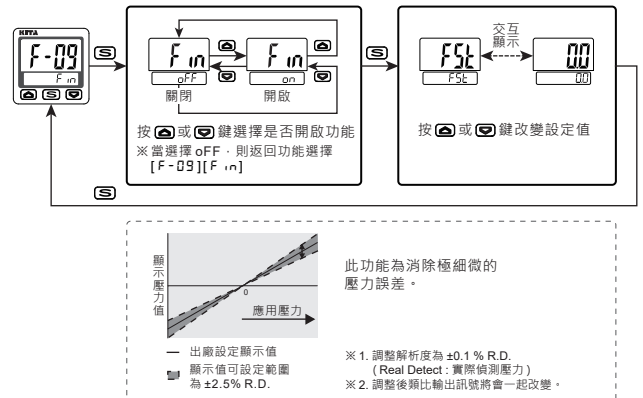 KITA
F-09
F in
S
S
F in
oFF
關閉
F in
on
開啟
按 或 鍵選擇是否開啟功能
※當選擇 oFF，則返回功能選擇
[F-09][F in]
S
交互
顯示
FSt
FSt
0.0
0.0
按 或 鍵改變設定值
S
顯示壓力值
0
應用壓力
出廠設定顯示值
顯示值可設定範圍
為 ±2.5% R.D.
此功能為消除極細微的
壓力誤差。
※1. 調整解析度為 ±0.1 % R.D.
( Real Detect : 實際偵測壓力 )
※2. 調整後類比輸出訊號將會一起改變。